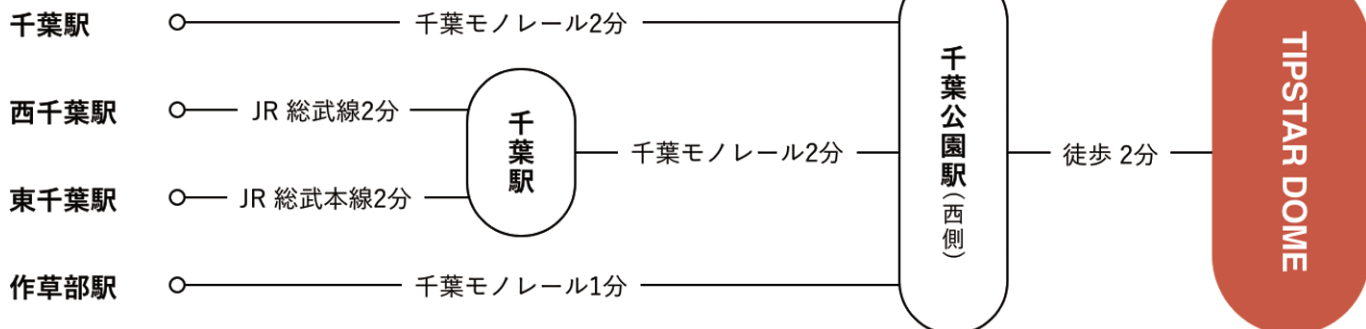 千葉駅
千葉モノレール2分
西千葉駅
JR 総武線2分
東千葉駅
JR 総武本線2分
千葉駅
千葉モノレール2分
作草部駅
千葉モノレール1分
千葉公園駅（西側）
徒歩 2分
TIPSTAR DOME